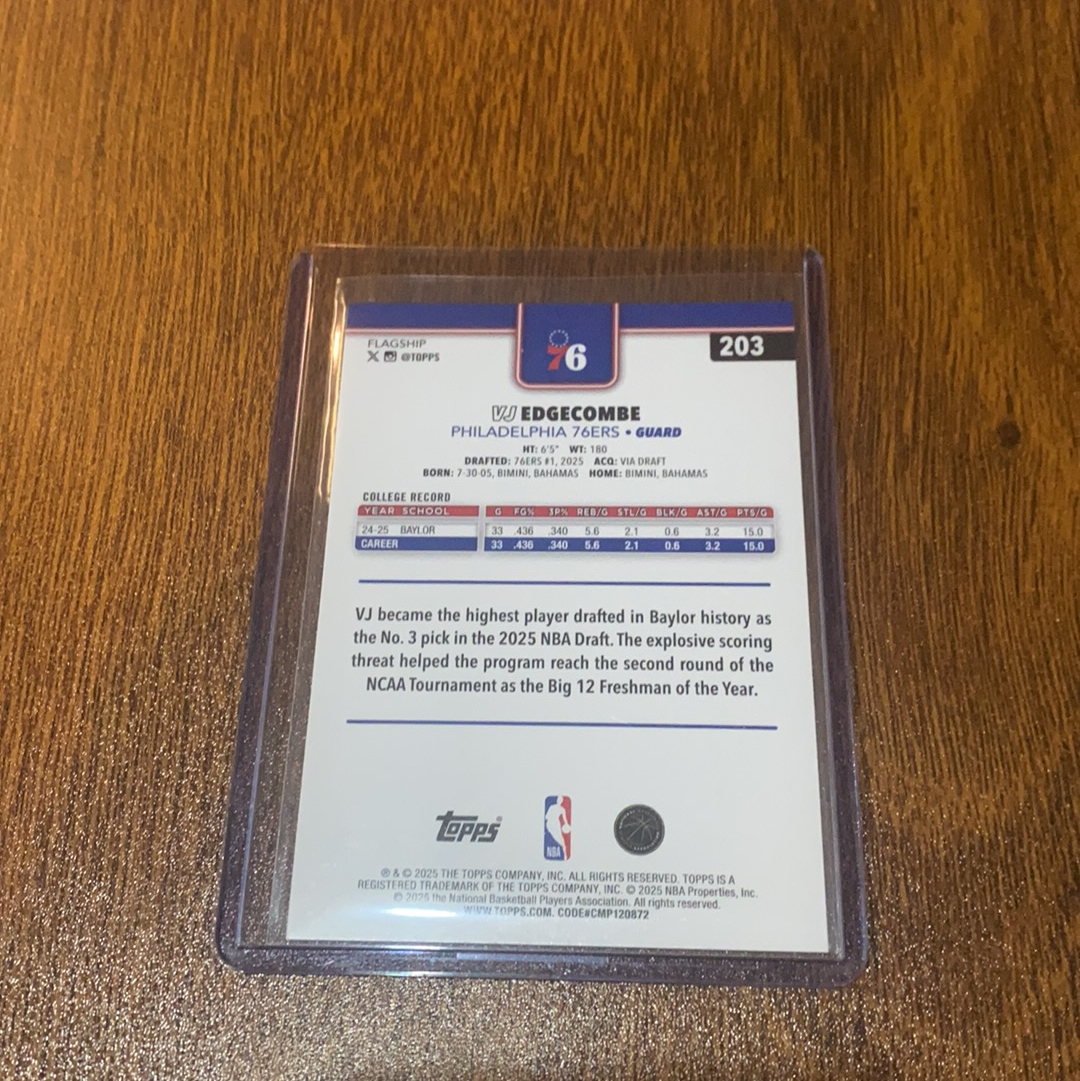 FLAGSHIP
203
X @TOPPS
76
VJ EDGECOMBE
PHILADELPHIA 76ERS • GUARD
HT: 6'5" WT: 180
DRAFTED: 76ERS #1, 2025 ACQ: VIA DRAFT
BORN: 7-30-05, BIMINI, BAHAMAS HOME: BIMINI, BAHAMAS
COLLEGE RECORD
YEAR SCHOOL G FG% 3P% REB/G STL/G BLK/G AST/G PTS/G
24-25 BAYLOR 33 .436 .340 5.6 2.1 0.6 3.2 15.0
CAREER 33 .436 .340 5.6 2.1 0.6 3.2 15.0
VJ became the highest player drafted in Baylor history as
the No. 3 pick in the 2025 NBA Draft. The explosive scoring
threat helped the program reach the second round of the
NCAA Tournament as the Big 12 Freshman of the Year.
Topps®
NBA
® & © 2025 THE TOPPS COMPANY, INC. ALL RIGHTS RESERVED. TOPPS IS A
REGISTERED TRADEMARK OF THE TOPPS COMPANY, INC. © 2025 NBA Properties, Inc.
© 2025 the National Basketball Players Association. All rights reserved.
WWW.TOPPS.COM. CODE#CMP120872